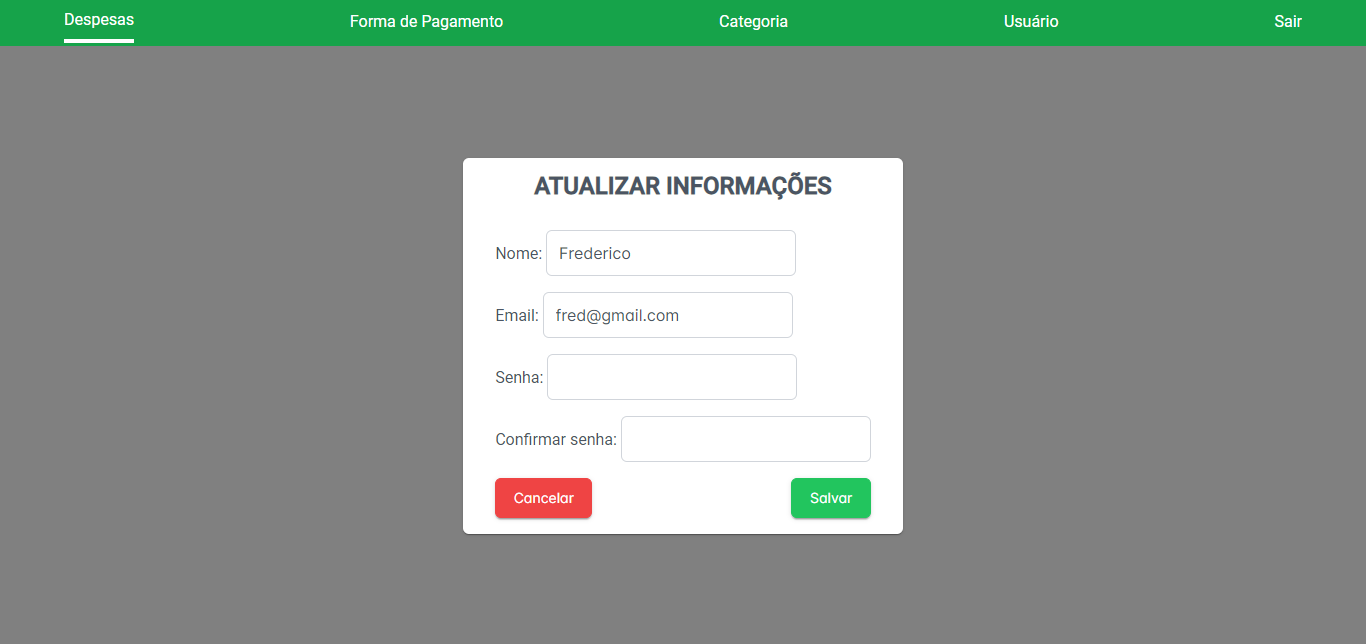 Despesas Forma de Pagamento Categoria Usuário Sair
ATUALIZAR INFORMAÇÕES
Nome: Frederico
Email: fred@gmail.com
Senha:
Confirmar senha:
Cancelar Salvar